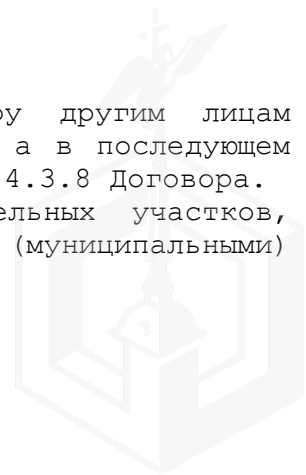 ру другим лицам
а в последующем
4.3.8 Договора.
ельных участков,
(муниципальными)